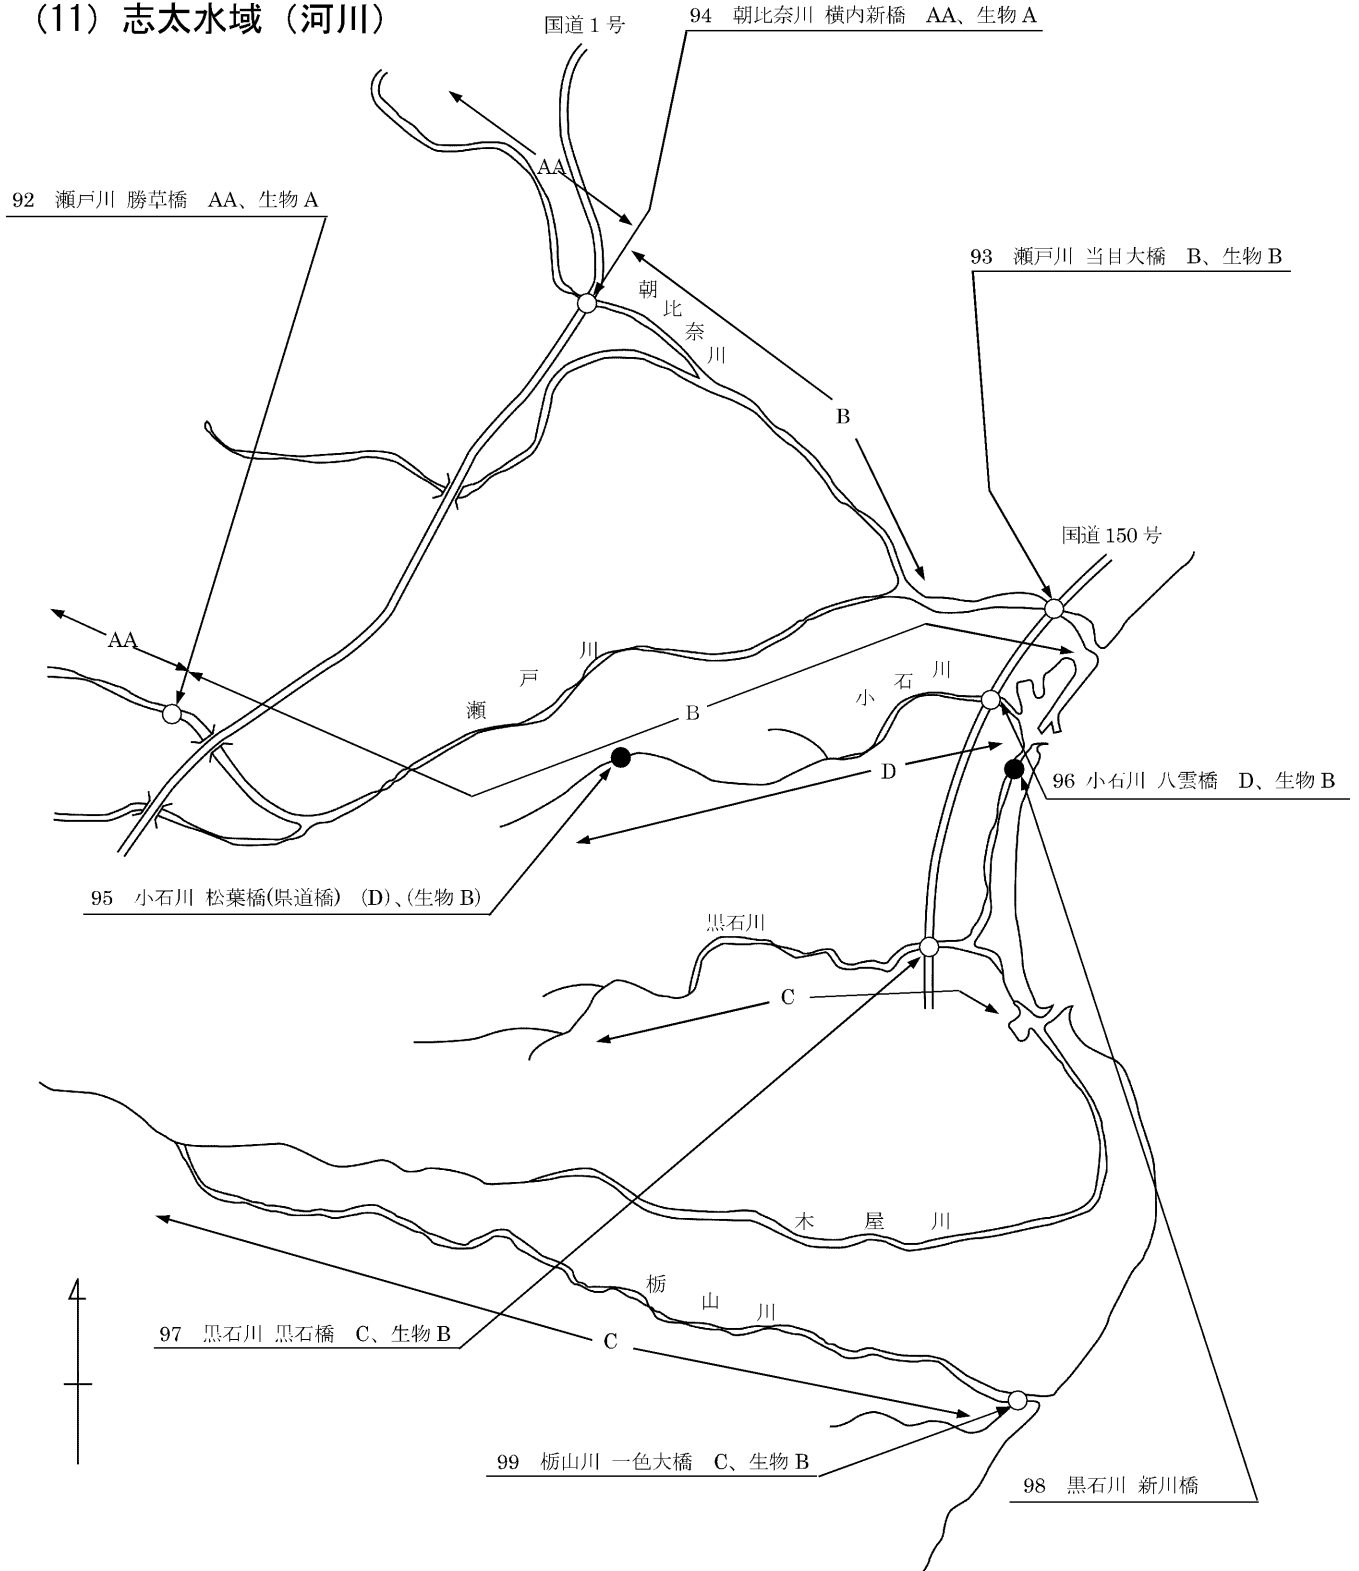 (11) 志太水域（河川）
国道1号
94 朝比奈川 横内新橋 AA、生物A
AA
92 瀬戸川 勝草橋 AA、生物A
93 瀬戸川 当目大橋 B、生物B
朝比奈川
B
国道150号
AA
瀬戸川
小石川
B
D
96 小石川 八雲橋 D、生物B
95 小石川 松葉橋(県道橋) (D)、(生物B)
黒石川
C
木屋川
栃山川
97 黒石川 黒石橋 C、生物B
C
99 栃山川 一色大橋 C、生物B
98 黒石川 新川橋